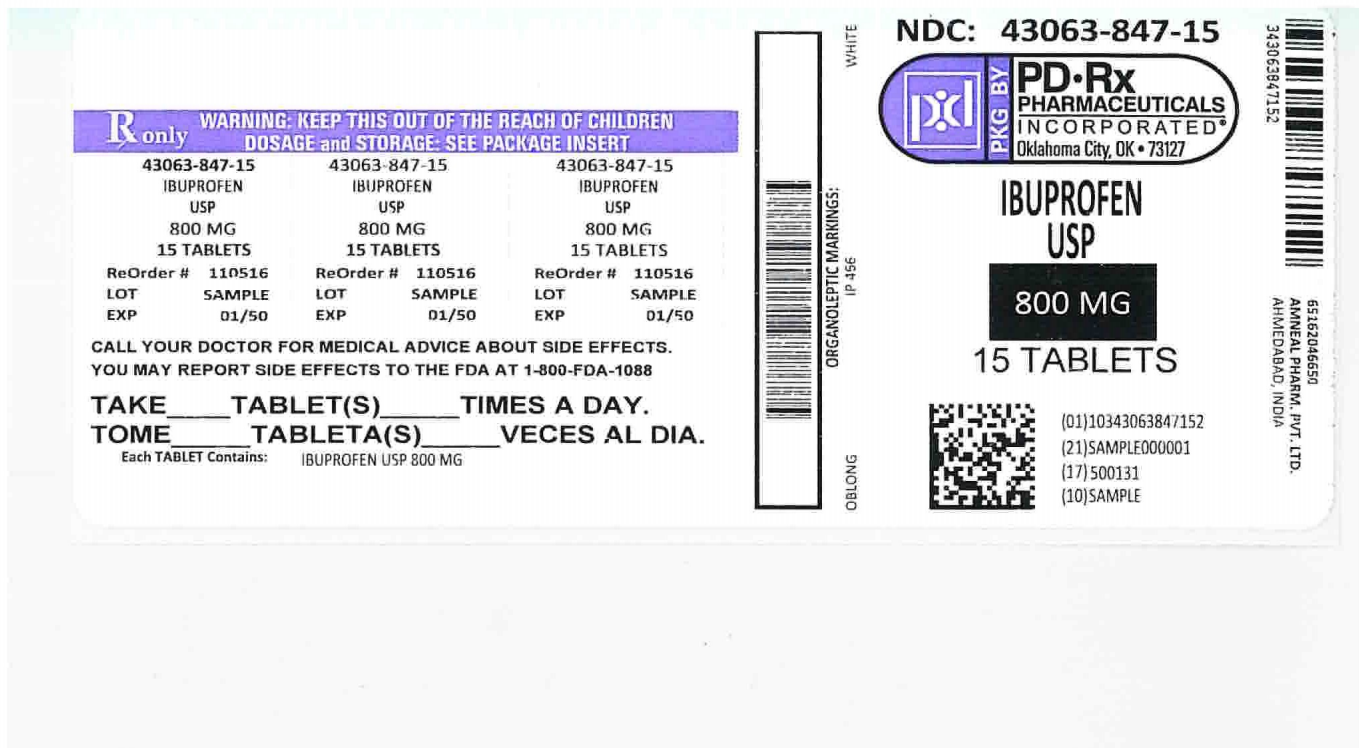 Rx only WARNING: KEEP THIS OUT OF THE REACH OF CHILDREN
DOSAGE and STORAGE: SEE PACKAGE INSERT
43063-847-15 43063-847-15 43063-847-15
IBUPROFEN IBUPROFEN IBUPROFEN
USP USP USP
800 MG 800 MG 800 MG
15 TABLETS 15 TABLETS 15 TABLETS
ReOrder # 110516 ReOrder # 110516 ReOrder # 110516
LOT SAMPLE LOT SAMPLE LOT SAMPLE
EXP 01/50 EXP 01/50 EXP 01/50
CALL YOUR DOCTOR FOR MEDICAL ADVICE ABOUT SIDE EFFECTS.
YOU MAY REPORT SIDE EFFECTS TO THE FDA AT 1-800-FDA-1088
TAKE____TABLET(S)_____TIMES A DAY.
TOME_____TABLETA(S)_____VECES AL DIA.
Each TABLET Contains: IBUPROFEN USP 800 MG
ORGANOLEPTIC MARKINGS:
OBLONG IP 456 WHITE
NDC: 43063-847-15
pd PKG BY
PD•Rx
PHARMACEUTICALS
INCORPORATED®
Oklahoma City, OK • 73127
IBUPROFEN
USP
800 MG
15 TABLETS
(01)10343063847152
(21)SAMPLE000001
(17)500131
(10)SAMPLE
343063847152
65162046650
AMNEAL PHARM. PVT. LTD.
AHMEDABAD, INDIA